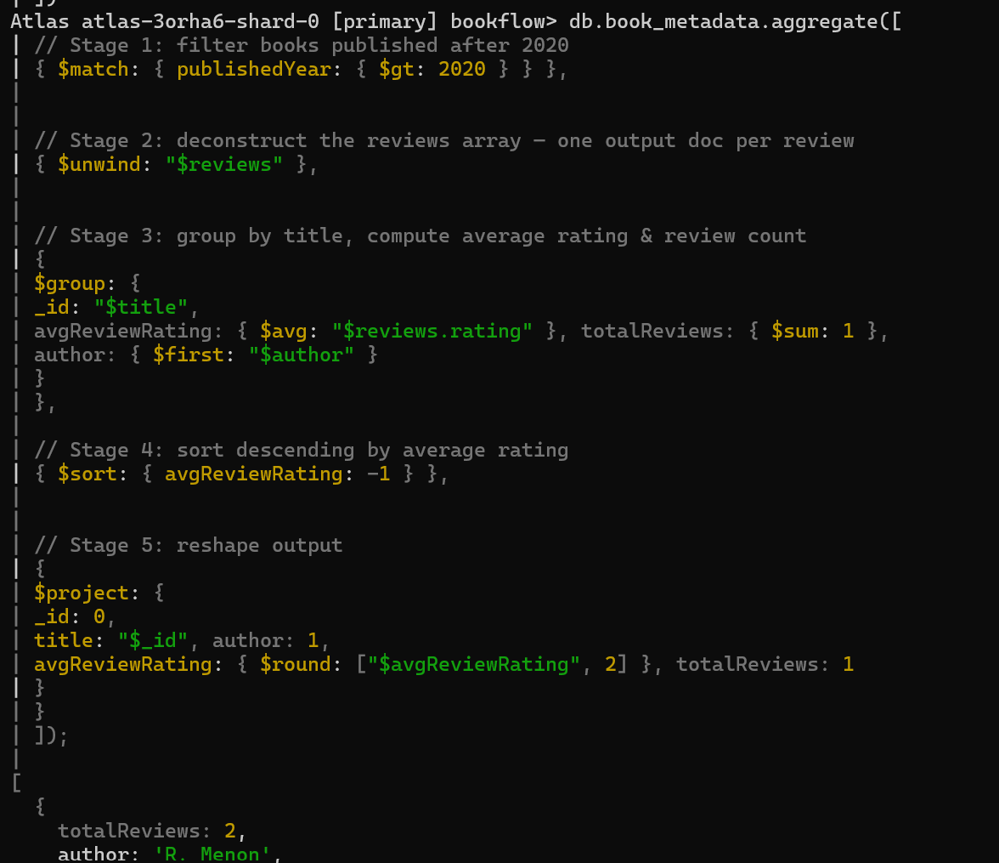 | ])
Atlas atlas-3orha6-shard-0 [primary] bookflow> db.book_metadata.aggregate([
| // Stage 1: filter books published after 2020
| { $match: { publishedYear: { $gt: 2020 } } },
|
|
| // Stage 2: deconstruct the reviews array — one output doc per review
| { $unwind: "$reviews" },
|
|
| // Stage 3: group by title, compute average rating & review count
| {
| $group: {
| _id: "$title",
| avgReviewRating: { $avg: "$reviews.rating" }, totalReviews: { $sum: 1 },
| author: { $first: "$author" }
| }
| },
|
| // Stage 4: sort descending by average rating
| { $sort: { avgReviewRating: -1 } },
|
|
| // Stage 5: reshape output
| {
| $project: {
| _id: 0,
| title: "$_id", author: 1,
| avgReviewRating: { $round: ["$avgReviewRating", 2] }, totalReviews: 1
| }
| }
| ]);
|
[
  {
    totalReviews: 2,
    author: 'R. Menon',